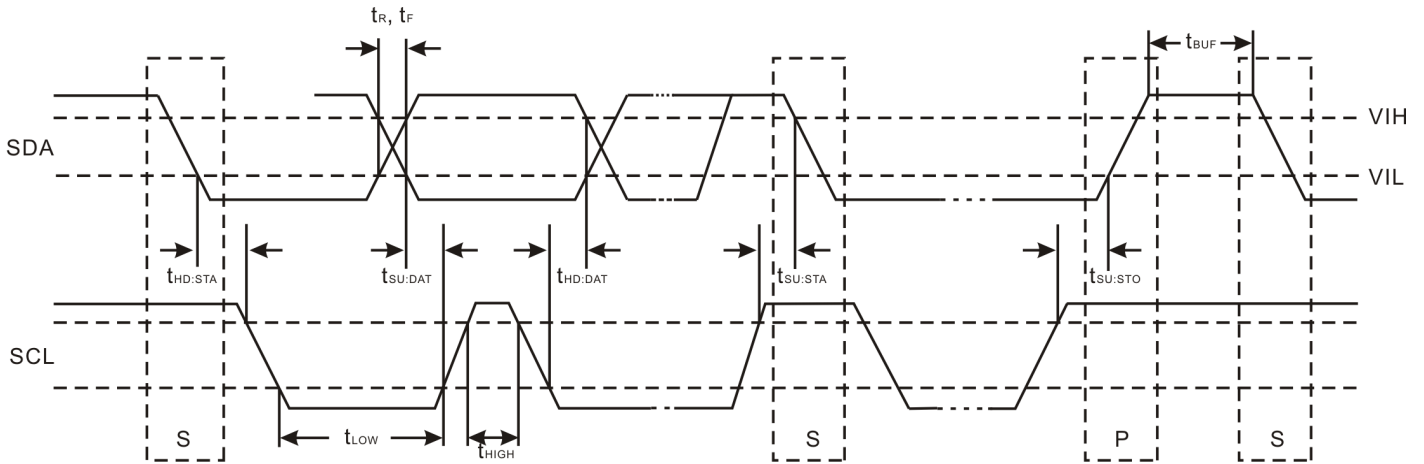 tR, tF
tBUF
VIH
SDA
VIL
tHD:STA
tSU:DAT
tHD:DAT
tSU:STA
tSU:STO
SCL
tLOW
tHIGH
S
S
P
S